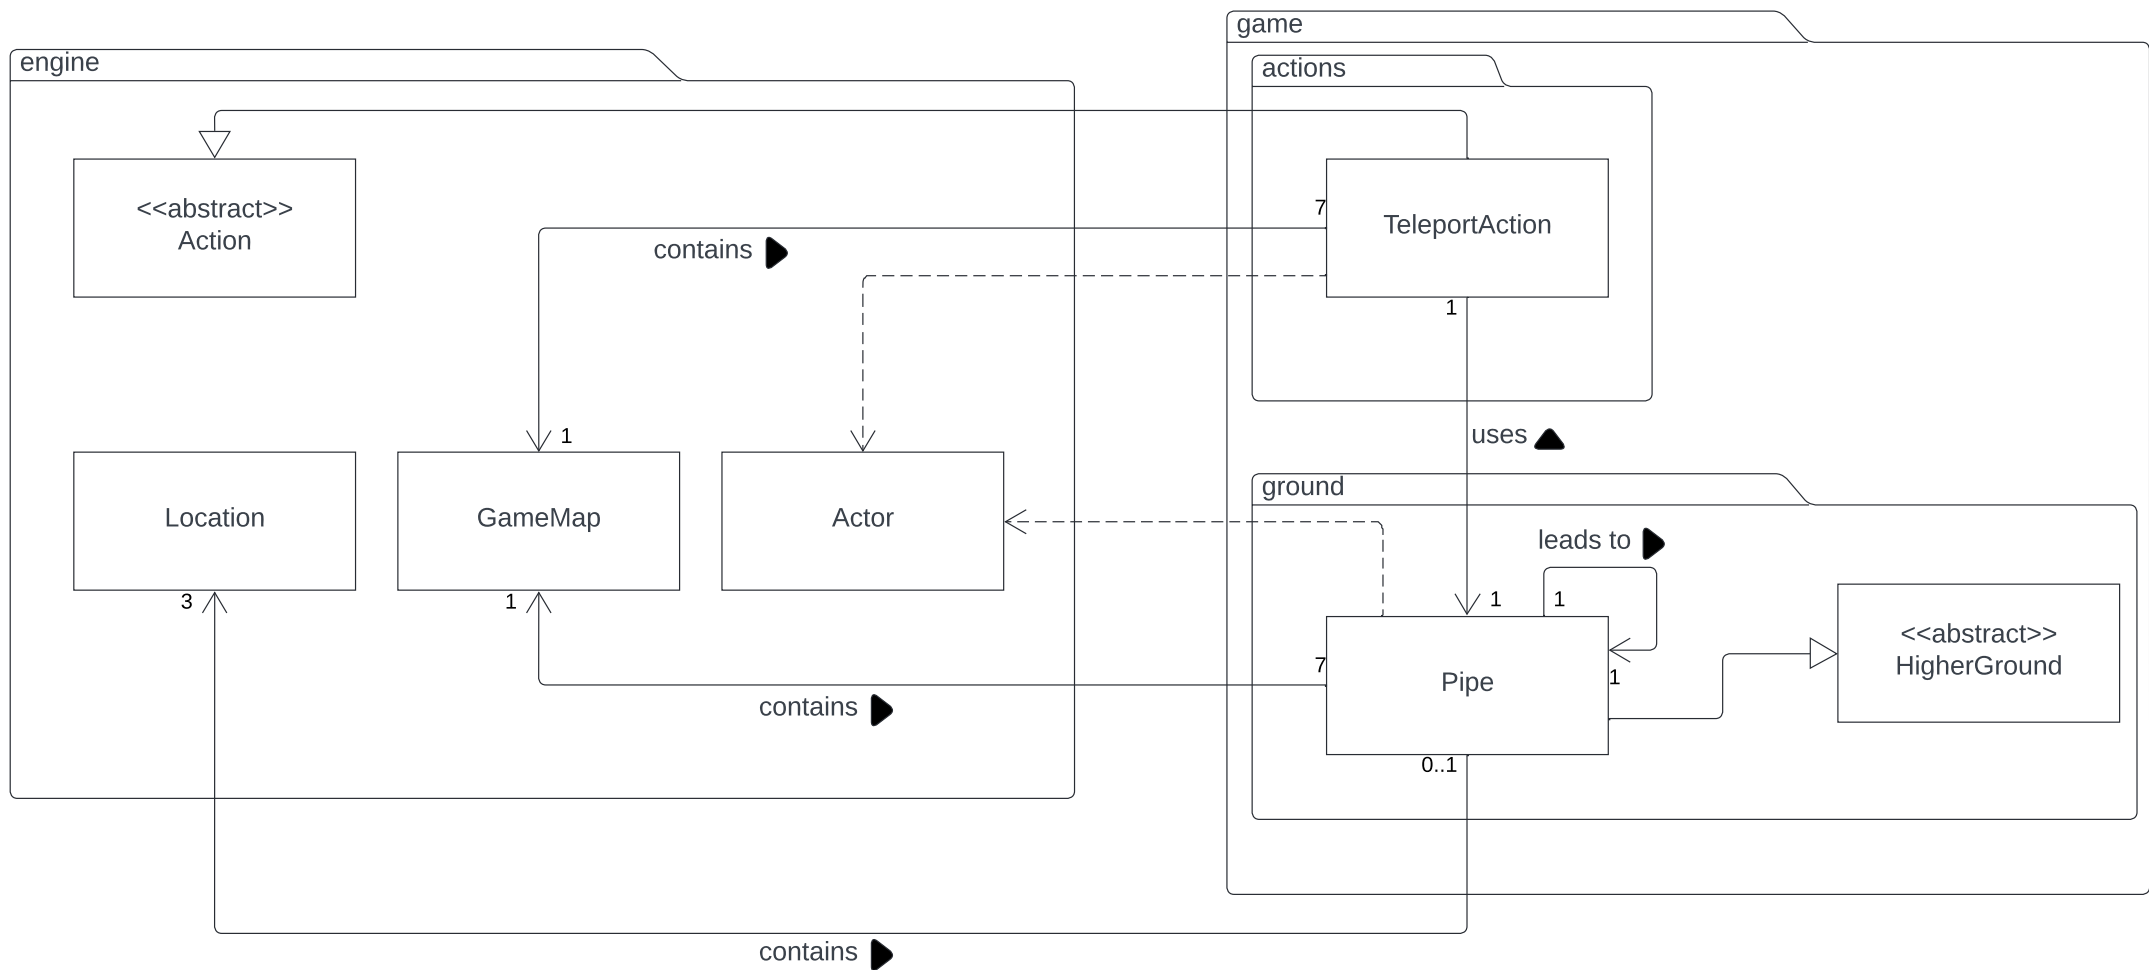 game
engine
actions
<<abstract>>
Action
7
TeleportAction
contains
1
1
uses
ground
Location
GameMap
Actor
leads to
3
1
1
1
7
Pipe
1
<<abstract>>
HigherGround
contains
0..1
contains